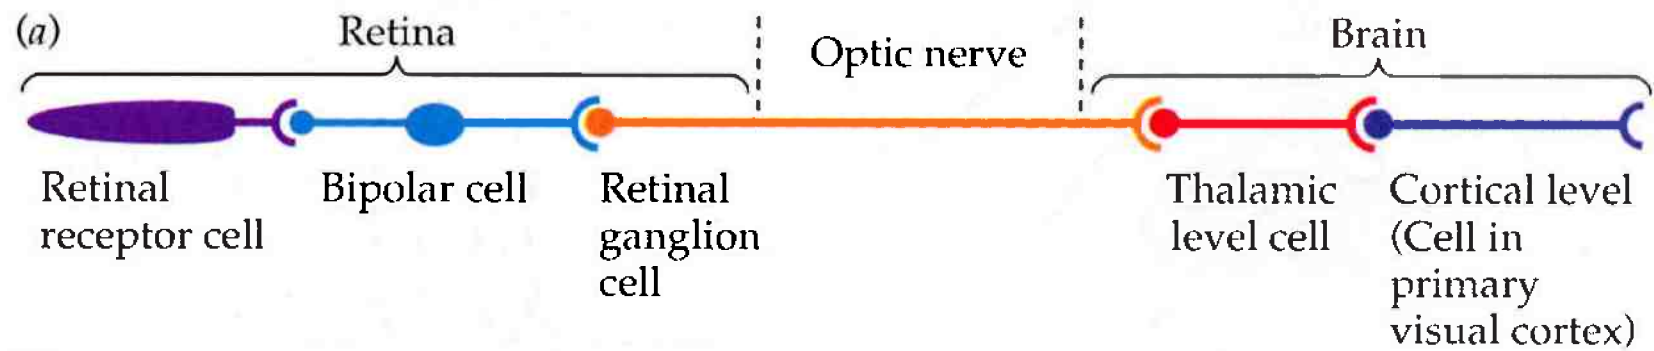 (a)
Retina
Optic nerve
Brain
Retinal
receptor cell
Bipolar cell
Retinal
ganglion
cell
Thalamic
level cell
Cortical level
(Cell in
primary
visual cortex)